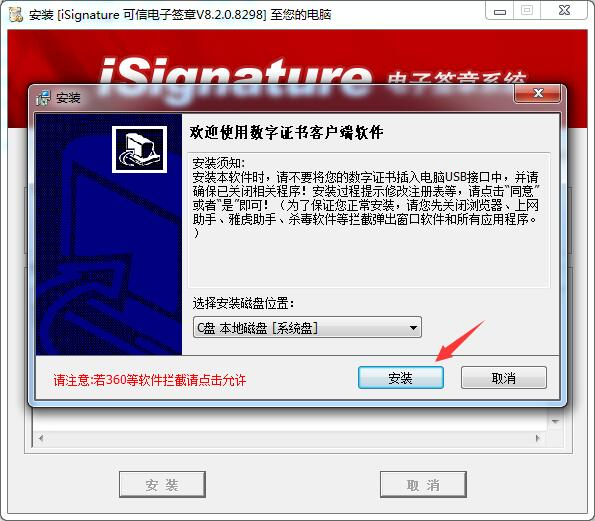 安装 [iSignature 可信电子签章V8.2.0.8298] 至您的电脑
iSignature 电子签章系统
安装
欢迎使用数字证书客户端软件
安装须知:
安装本软件时，请不要将您的数字证书插入电脑USB接口中，并请
确保已关闭相关程序！安装过程提示修改注册表等，请点击“同意”
或者“是”即可！（为了保证您正常安装，请您先关闭浏览器、上网
助手、雅虎助手、杀毒软件等拦截弹出窗口软件和所有应用程序。
）
选择安装磁盘位置:
C盘 本地磁盘 [系统盘]
请注意:若360等软件拦截请点击允许
安装
取消
安 装
取 消